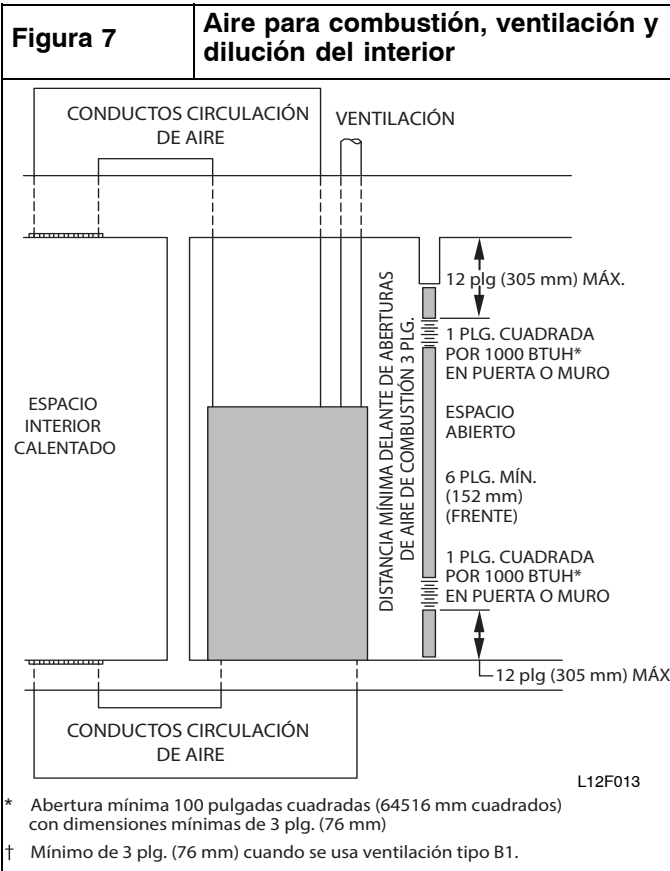 Figura 7
Aire para combustión, ventilación y
dilución del interior
CONDUCTOS CIRCULACIÓN
DE AIRE
VENTILACIÓN
12 plg (305 mm) MÁX.
1 PLG. CUADRADA
POR 1000 BTUH*
EN PUERTA O MURO
DISTANCIA MÍNIMA DELANTE DE ABERTURAS
DE AIRE DE COMBUSTIÓN 3 PLG.
ESPACIO
INTERIOR
CALENTADO
ESPACIO
ABIERTO
6 PLG. MÍN.
(152 mm)
(FRENTE)
1 PLG. CUADRADA
POR 1000 BTUH*
EN PUERTA O MURO
12 plg (305 mm) MÁX
CONDUCTOS CIRCULACIÓN
DE AIRE
L12F013
* Abertura mínima 100 pulgadas cuadradas (64516 mm cuadrados)
con dimensiones mínimas de 3 plg. (76 mm)
† Mínimo de 3 plg. (76 mm) cuando se usa ventilación tipo B1.